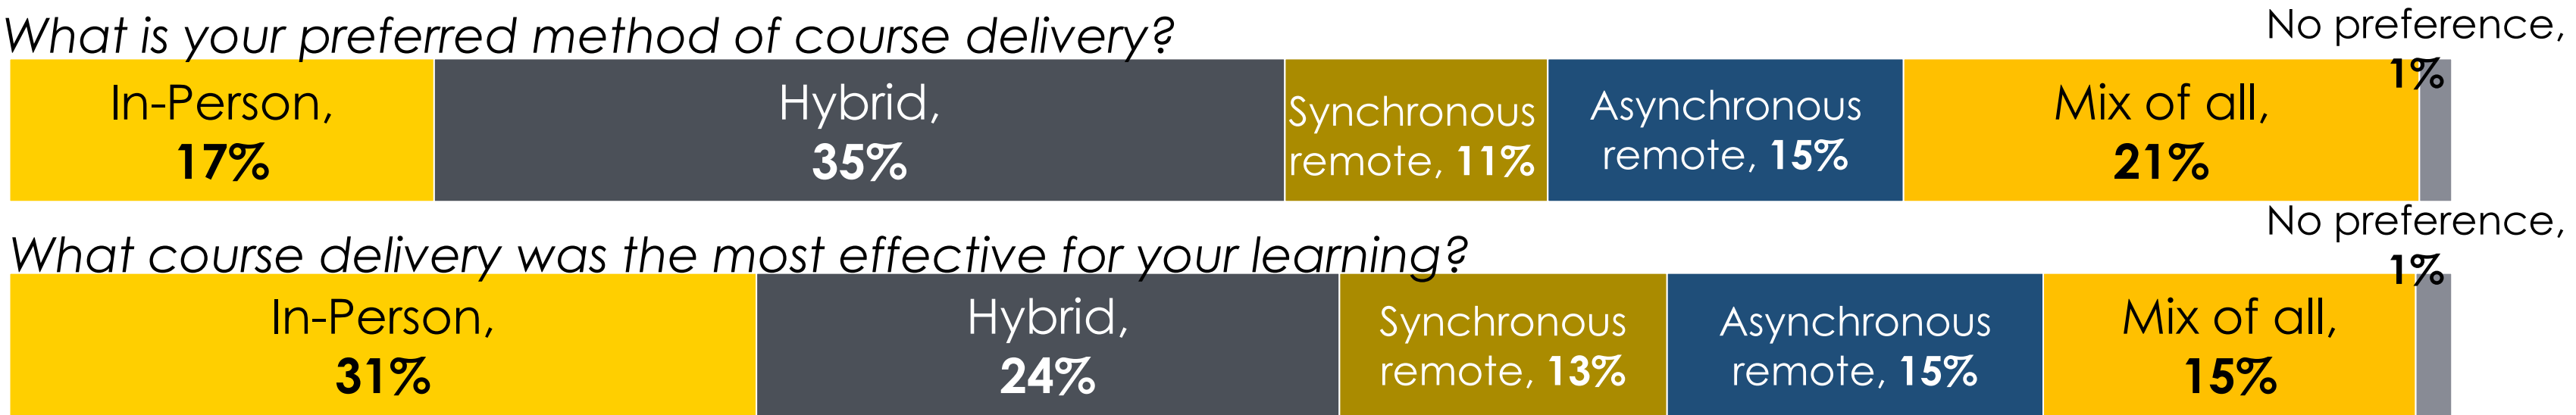 What is your preferred method of course delivery?
No preference,
1%
In-Person,
17%
Hybrid,
35%
Synchronous
remote, 11%
Asynchronous
remote, 15%
Mix of all,
21%
What course delivery was the most effective for your learning?
No preference,
1%
In-Person,
31%
Hybrid,
24%
Synchronous
remote, 13%
Asynchronous
remote, 15%
Mix of all,
15%